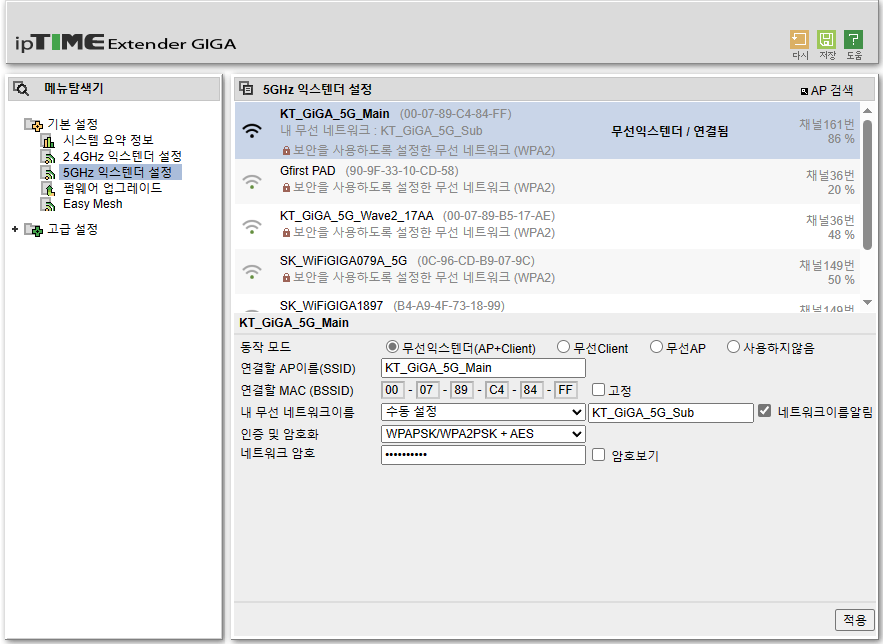 ipTIME Extender GIGA
다시 저장 도움
메뉴탐색기
기본 설정
시스템 요약 정보
2.4GHz 익스텐더 설정
5GHz 익스텐더 설정
펌웨어 업그레이드
Easy Mesh
+ 고급 설정
5GHz 익스텐더 설정 AP 검색
KT_GiGA_5G_Main (00-07-89-C4-84-FF)
내 무선 네트워크 : KT_GiGA_5G_Sub
보안을 사용하도록 설정한 무선 네트워크 (WPA2)
무선익스텐더 / 연결됨
채널161번
86 %
Gfirst PAD (90-9F-33-10-CD-58)
보안을 사용하도록 설정한 무선 네트워크 (WPA2)
채널36번
20 %
KT_GiGA_5G_Wave2_17AA (00-07-89-B5-17-AE)
보안을 사용하도록 설정한 무선 네트워크 (WPA2)
채널36번
48 %
SK_WiFiGIGA079A_5G (0C-96-CD-B9-07-9C)
보안을 사용하도록 설정한 무선 네트워크 (WPA2)
채널149번
50 %
SK_WiFiGIGA1897 (B4-A9-4F-73-18-99)
채널149번
KT_GiGA_5G_Main
동작 모드 무선익스텐더(AP+Client) 무선Client 무선AP 사용하지않음
연결할 AP이름(SSID) KT_GiGA_5G_Main
연결할 MAC (BSSID) 00 - 07 - 89 - C4 - 84 - FF 고정
내 무선 네트워크이름 수동 설정 KT_GiGA_5G_Sub 네트워크이름알림
인증 및 암호화 WPAPSK/WPA2PSK + AES
네트워크 암호 •••••••••• 암호보기
적용